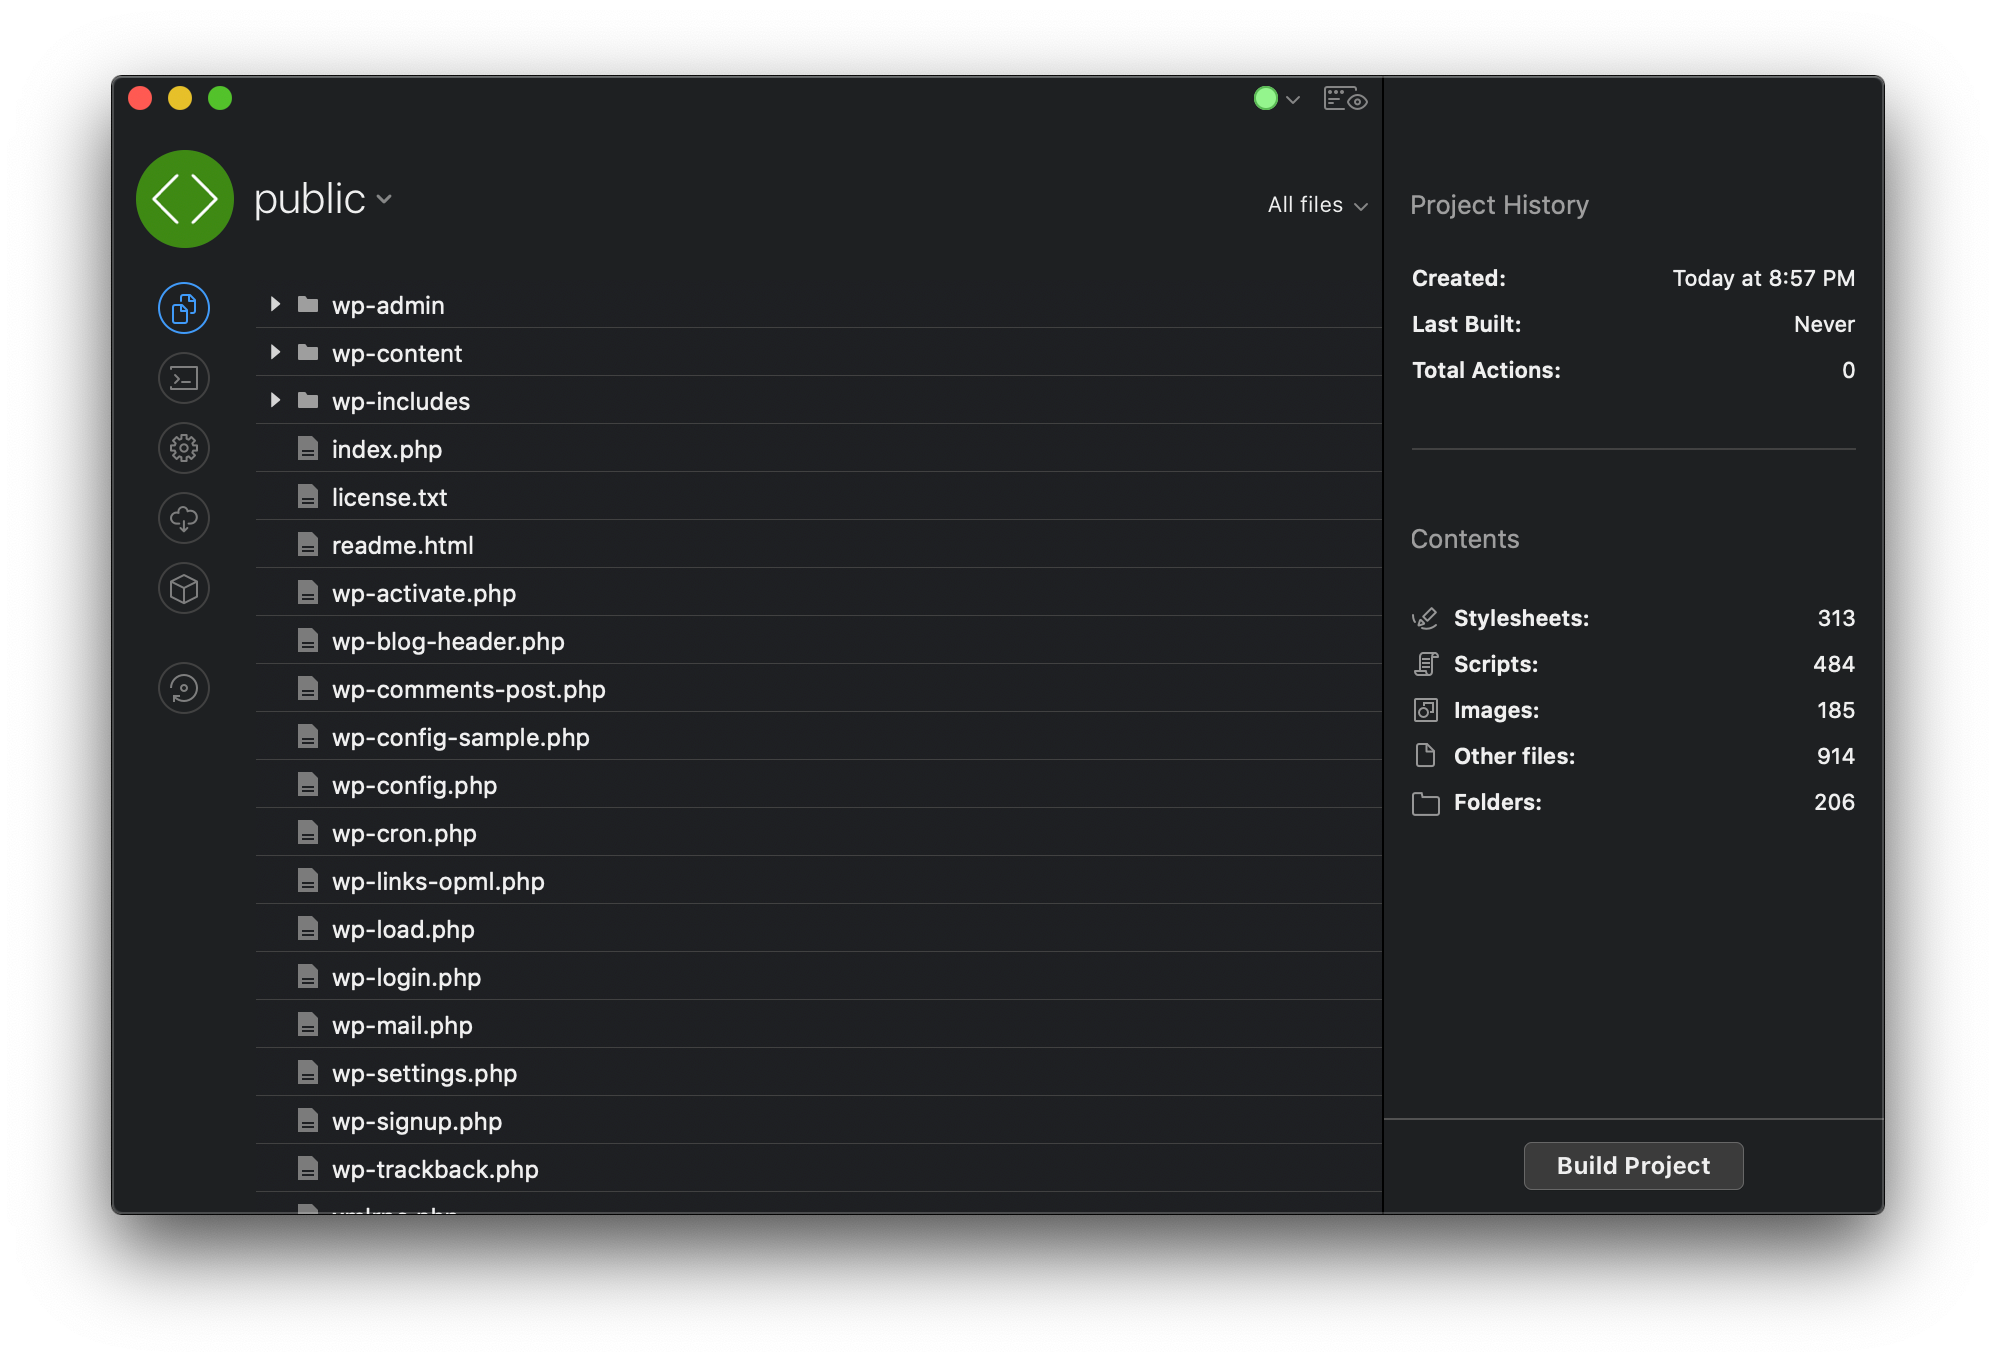 public
All files
wp-admin
wp-content
wp-includes
index.php
license.txt
readme.html
wp-activate.php
wp-blog-header.php
wp-comments-post.php
wp-config-sample.php
wp-config.php
wp-cron.php
wp-links-opml.php
wp-load.php
wp-login.php
wp-mail.php
wp-settings.php
wp-signup.php
wp-trackback.php
Project History
Created: Today at 8:57 PM
Last Built: Never
Total Actions: 0
Contents
Stylesheets: 313
Scripts: 484
Images: 185
Other files: 914
Folders: 206
Build Project